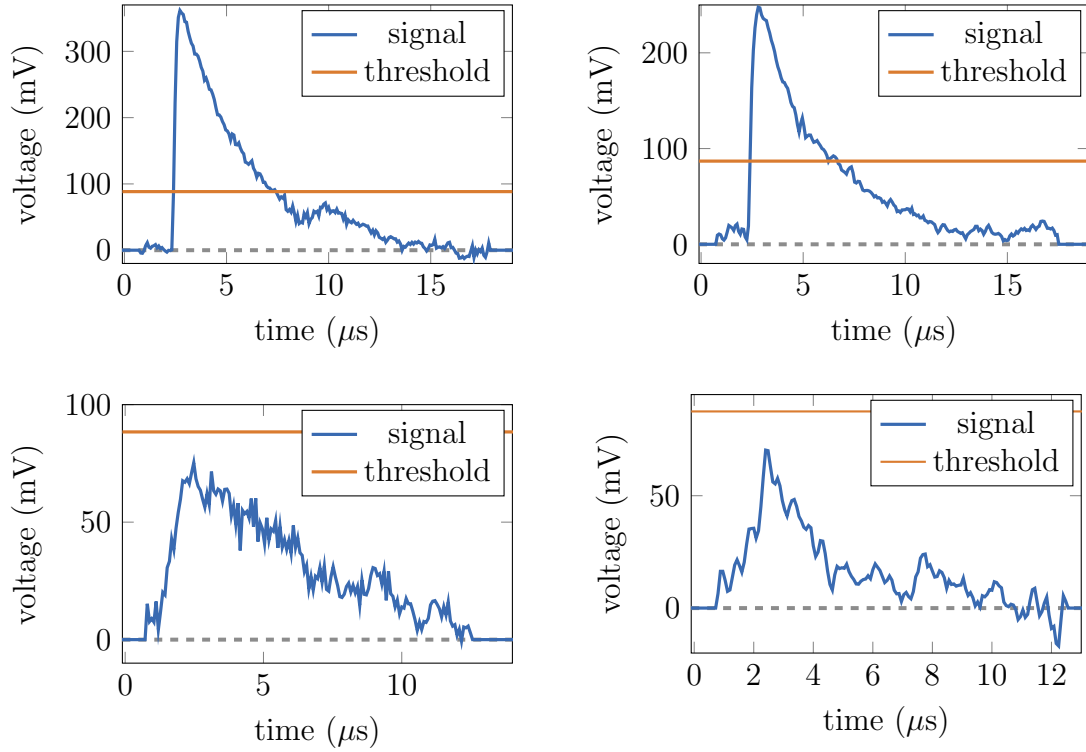 signal
threshold
voltage (mV)
300
200
100
0
0 5 10 15
time (μs)
signal
threshold
voltage (mV)
200
100
0
0 5 10 15
time (μs)
signal
threshold
voltage (mV)
100
50
0
0 5 10
time (μs)
signal
threshold
voltage (mV)
50
0
0 2 4 6 8 10 12
time (μs)